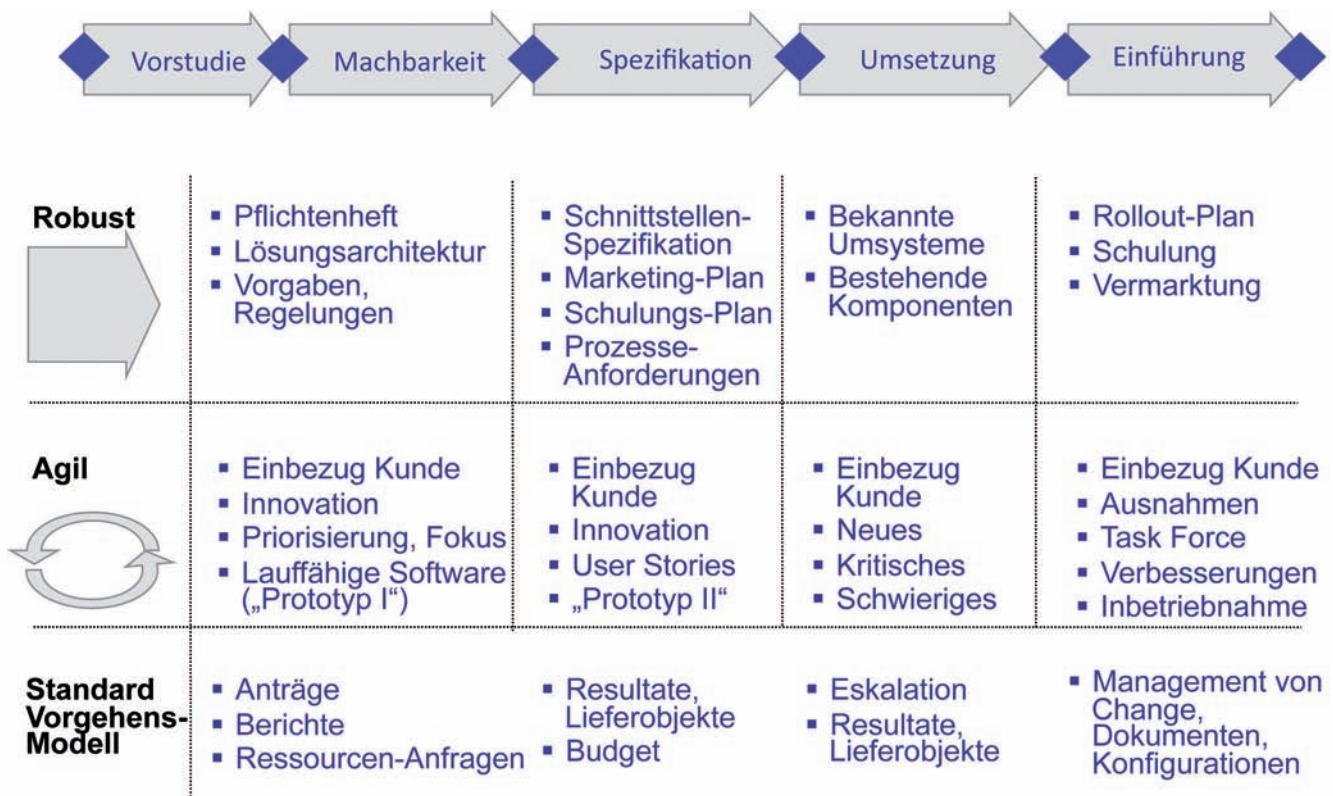 Vorstudie
Machbarkeit
Spezifikation
Umsetzung
Einführung
Robust
▪ Pflichtenheft
▪ Lösungsarchitektur
▪ Vorgaben,
Regelungen
▪ Schnittstellen-
Spezifikation
▪ Marketing-Plan
▪ Schulungs-Plan
▪ Prozesse-
Anforderungen
▪ Bekannte
Umsysteme
▪ Bestehende
Komponenten
▪ Rollout-Plan
▪ Schulung
▪ Vermarktung
Agil
▪ Einbezug Kunde
▪ Innovation
▪ Priorisierung, Fokus
▪ Lauffähige Software
(„Prototyp I“)
▪ Einbezug
Kunde
▪ Innovation
▪ User Stories
▪ „Prototyp II“
▪ Einbezug
Kunde
▪ Neues
▪ Kritisches
▪ Schwieriges
▪ Einbezug Kunde
▪ Ausnahmen
▪ Task Force
▪ Verbesserungen
▪ Inbetriebnahme
Standard
Vorgehens-
Modell
▪ Anträge
▪ Berichte
▪ Ressourcen-Anfragen
▪ Resultate,
Lieferobjekte
▪ Budget
▪ Eskalation
▪ Resultate,
Lieferobjekte
▪ Management von
Change,
Dokumenten,
Konfigurationen